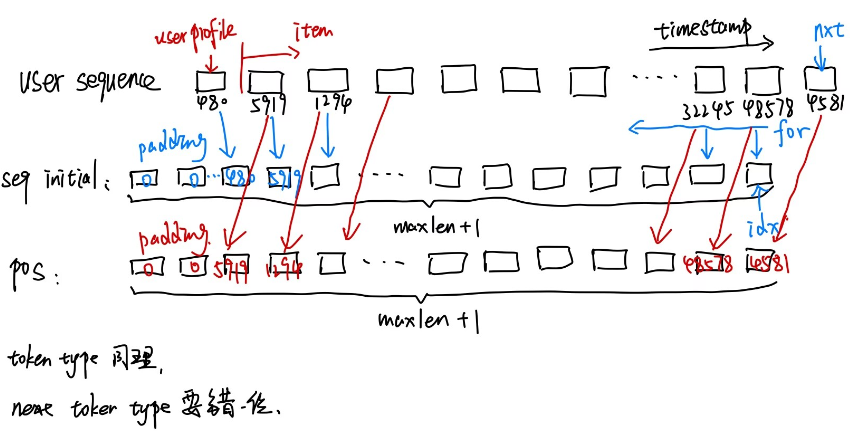 user profile item timestamp nxt
user sequence ····
480 5919 1294 32245 48578 4581
padding for
seq initial: 0 0 ··· 480 5919 ····
maxlen+1 idx
padding
pos: 0 0 5919 1294 ··· 48578 4581
maxlen+1
token type 同理,
next token type 要错一位.